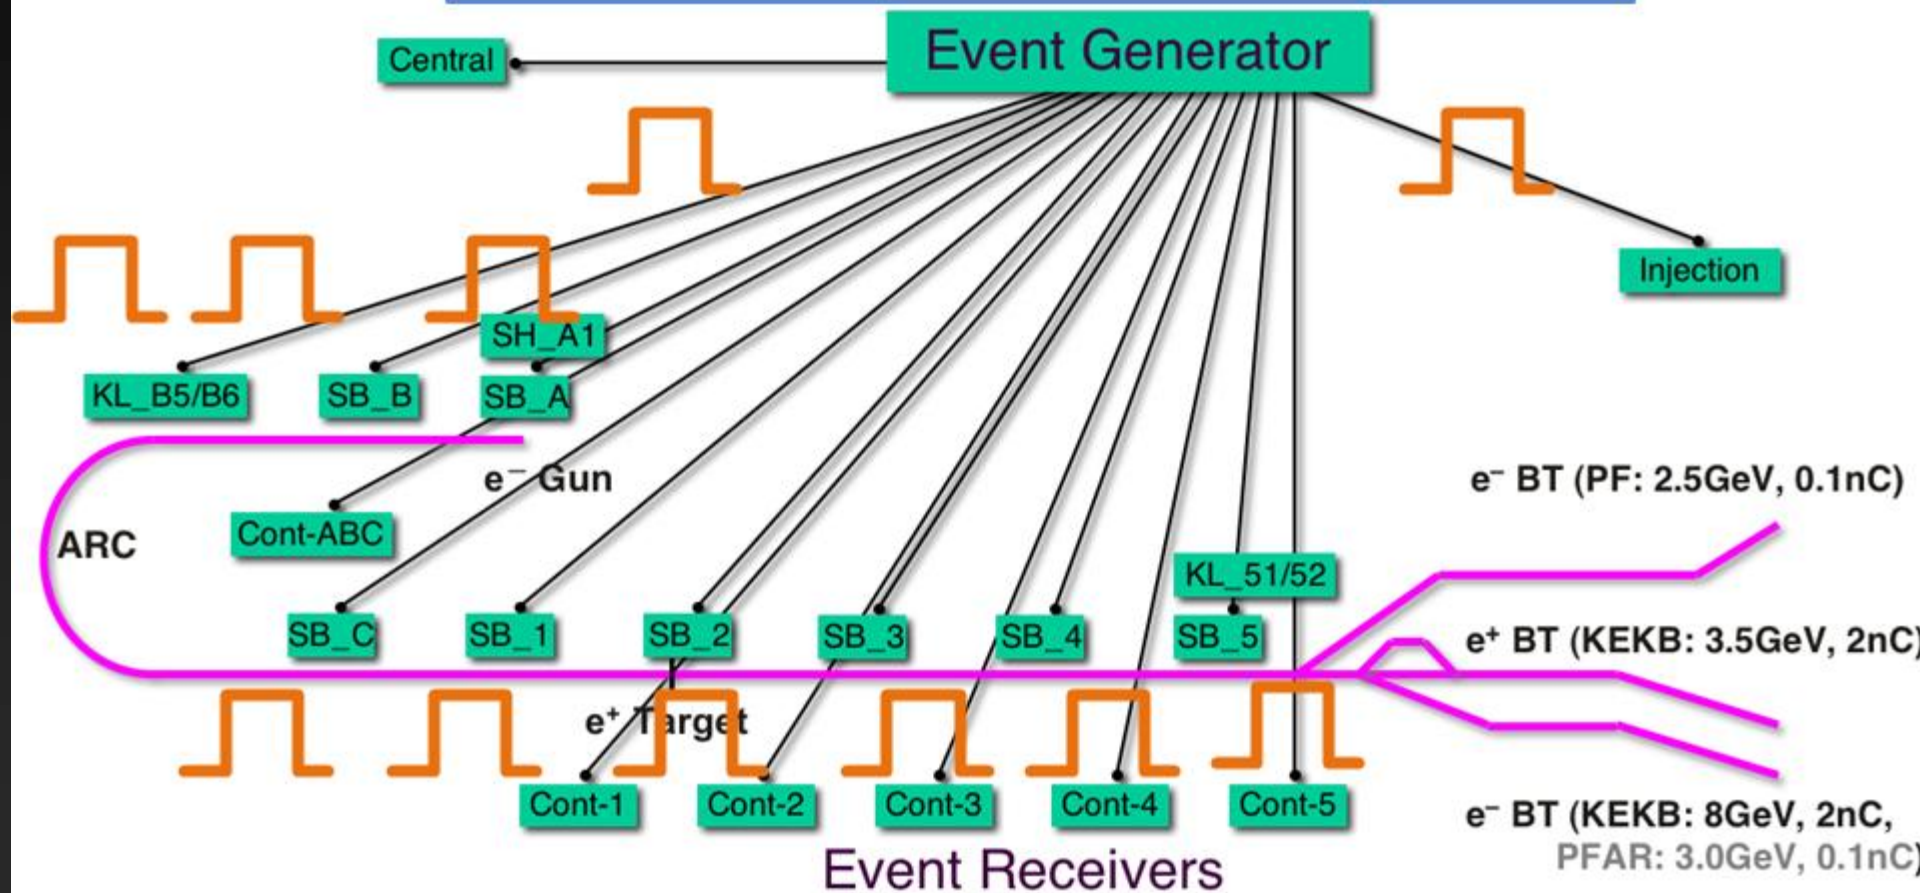 Event Generator
Central
Injection
SH_A1
KL_B5/B6
SB_B
SB_A
e⁻ Gun
e⁻ BT (PF: 2.5GeV, 0.1nC)
Cont-ABC
ARC
KL_51/52
SB_C
SB_1
SB_2
SB_3
SB_4
SB_5
e⁺ BT (KEKB: 3.5GeV, 2nC)
e⁺ Target
Cont-1
Cont-2
Cont-3
Cont-4
Cont-5
e⁻ BT (KEKB: 8GeV, 2nC,
PFAR: 3.0GeV, 0.1nC)
Event Receivers